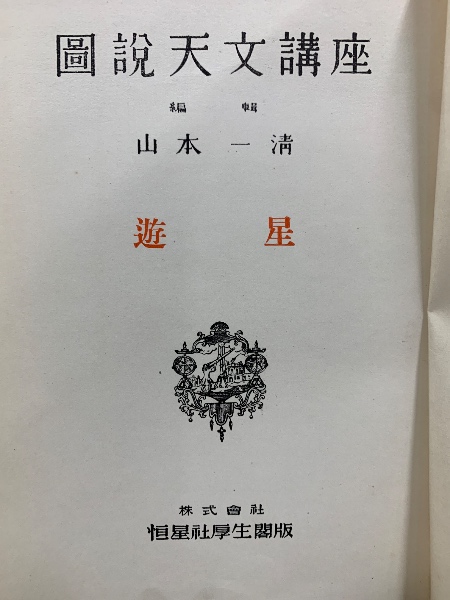 圖說天文講座
編輯
山本一淸
遊星
株式會社
恒星社厚生閣版